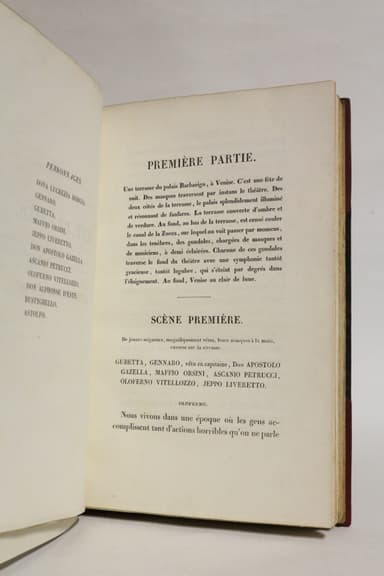 PERSONNAGES
DONA LUCREZIA BORGIA.
GENNARO.
GUBETTA.
MAFFIO ORSINI.
JEPPO LIVERETTO.
DON APOSTOLO GAZELLA.
ASCANIO PETRUCCI.
OLOFERNO VITELLOZZO.
DON ALPHONSE D'ESTE.
RUSTIGHELLO.
ASTOLFO.
PREMIÈRE PARTIE.
Une terrasse du palais Barbarigo, à Venise. C'est une fête de
nuit. Des masques traversent par instans le théâtre. Des
deux côtés de la terrasse, le palais splendidement illuminé
et résonnant de fanfares. La terrasse couverte d'ombre et
de verdure. Au fond, au bas de la terrasse, est censé couler
le canal de la Zueca, sur lequel on voit passer par momens,
dans les ténèbres, des gondoles, chargées de masques et
de musiciens, à demi éclairées. Chacune de ces gondoles
traverse le fond du théâtre avec une symphonie tantôt
gracieuse, tantôt lugubre, qui s'éteint par degrés dans
l'éloignement. Au fond, Venise au clair de lune.
SCÈNE PREMIÈRE.
De jeunes seigneurs, magnifiquement vêtus, leurs masques à la main,
causent sur la terrasse.
GUBETTA, GENNARO, vêtu en capitaine, DON APOSTOLO
GAZELLA, MAFFIO ORSINI, ASCANIO PETRUCCI,
OLOFERNO VITELLOZZO, JEPPO LIVERETTO.
OLOFERNO.
Nous vivons dans une époque où les gens ac-
complissent tant d'actions horribles qu'on ne parle